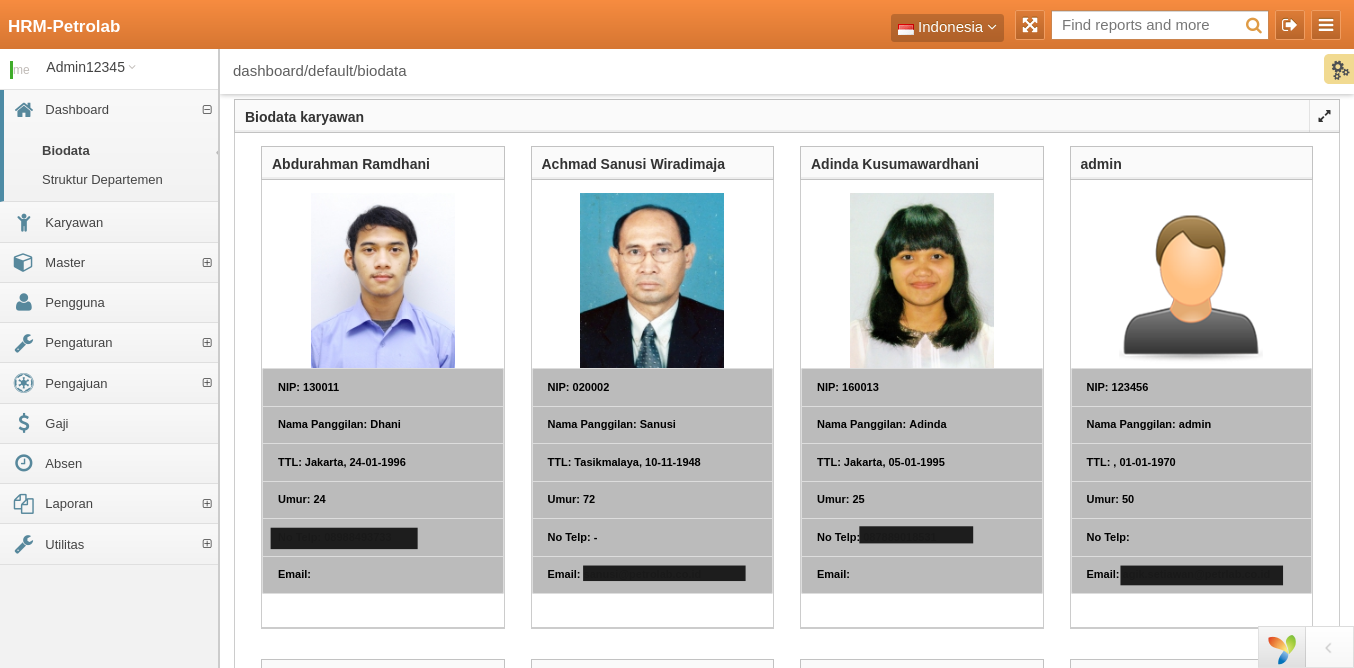 HRM-Petrolab
Indonesia
Find reports and more
me
Admin12345
dashboard/default/biodata
Dashboard
Biodata
Struktur Departemen
Karyawan
Master
Pengguna
Pengaturan
Pengajuan
Gaji
Absen
Laporan
Utilitas
Biodata karyawan
Abdurahman Ramdhani
NIP: 130011
Nama Panggilan: Dhani
TTL: Jakarta, 24-01-1996
Umur: 24
Email:
Achmad Sanusi Wiradimaja
NIP: 020002
Nama Panggilan: Sanusi
TTL: Tasikmalaya, 10-11-1948
Umur: 72
No Telp: -
Email:
Adinda Kusumawardhani
NIP: 160013
Nama Panggilan: Adinda
TTL: Jakarta, 05-01-1995
Umur: 25
No Telp:
Email:
admin
NIP: 123456
Nama Panggilan: admin
TTL: , 01-01-1970
Umur: 50
No Telp:
Email: